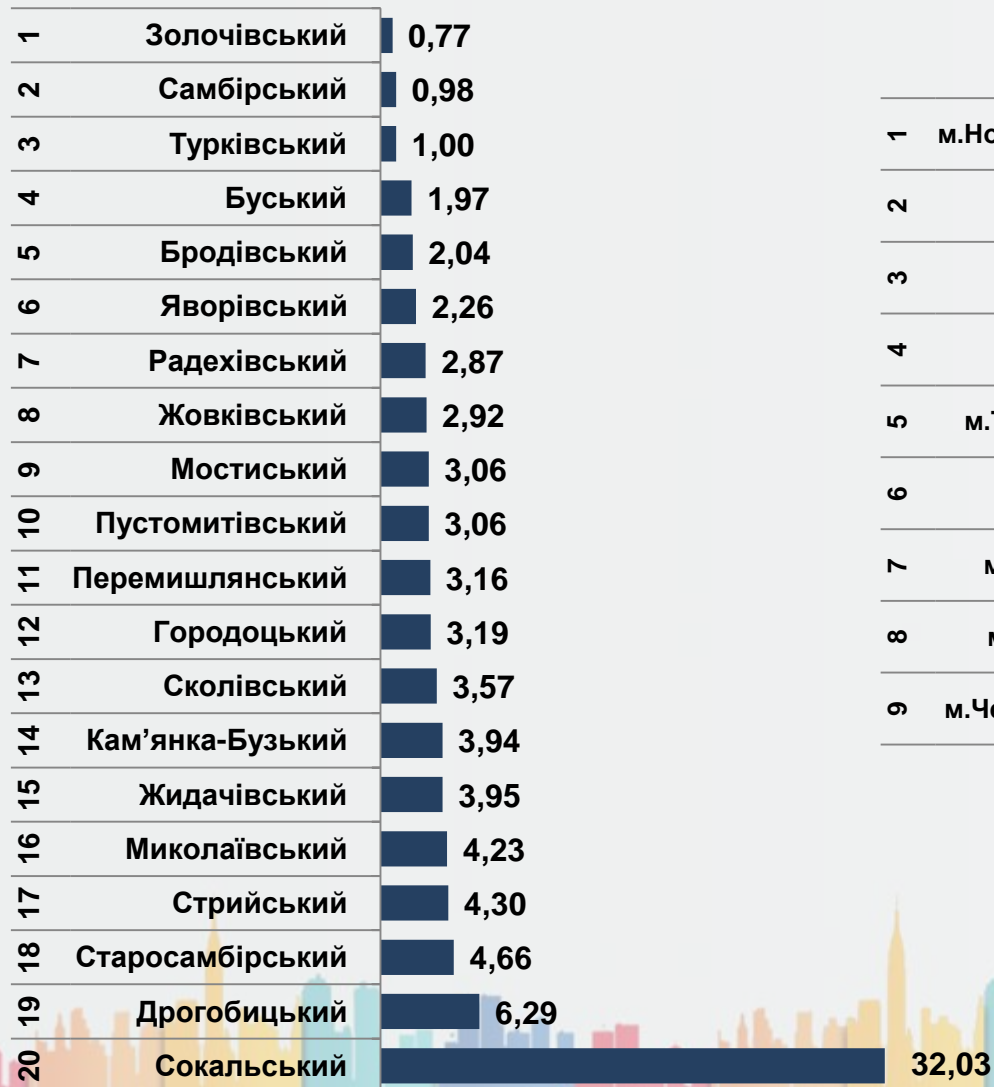 1 Золочівський 0,77
2 Самбірський 0,98
3 Турківський 1,00
4 Буський 1,97
5 Бродівський 2,04
6 Яворівський 2,26
7 Радехівський 2,87
8 Жовківський 2,92
9 Мостиський 3,06
10 Пустомитівський 3,06
11 Перемишлянський 3,16
12 Городоцький 3,19
13 Сколівський 3,57
14 Кам’янка-Бузький 3,94
15 Жидачівський 3,95
16 Миколаївський 4,23
17 Стрийський 4,30
18 Старосамбірський 4,66
19 Дрогобицький 6,29
20 Сокальський 32,03
1
2
3
4
5
6
7
8
9